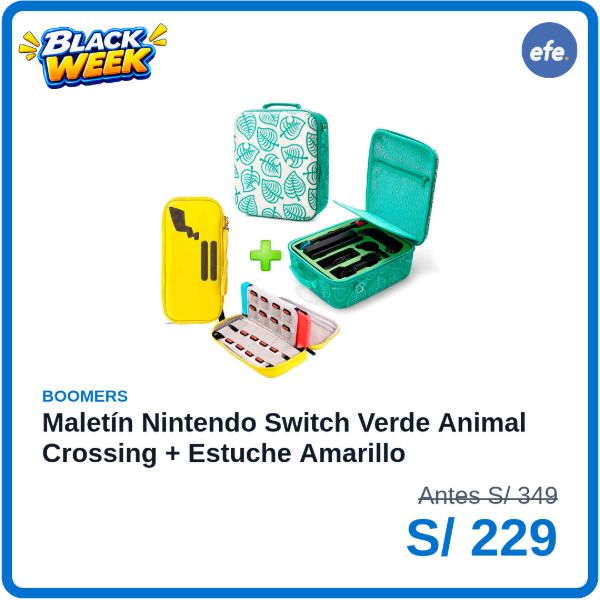 BLACK
WEEK
efe.
BOOMERS
Maletín Nintendo Switch Verde Animal
Crossing + Estuche Amarillo
Antes S/ 349
S/ 229